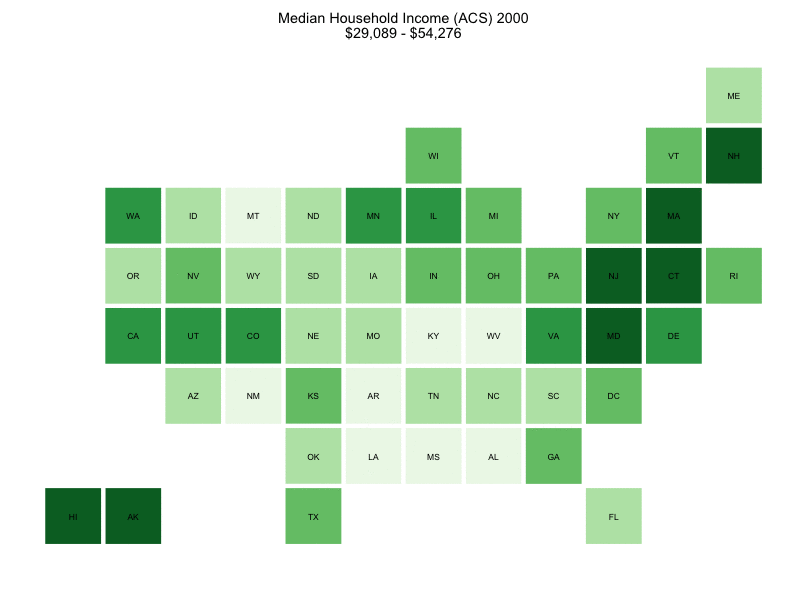 Median Household Income (ACS) 2000
$29,089 - $54,276
ME
WI VT NH
WA ID MT ND MN IL MI NY MA
OR NV WY SD IA IN OH PA NJ CT RI
CA UT CO NE MO KY WV VA MD DE
AZ NM KS AR TN NC SC DC
OK LA MS AL GA
HI AK TX FL